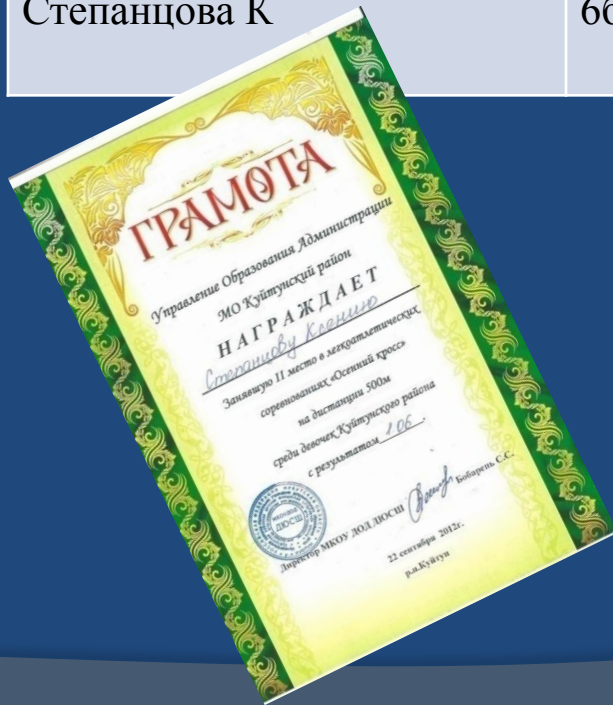 Степанцова К
ГРАМОТА
Управление Образования Администрации
МО Куйтунский район
НАГРАЖДАЕТ
Степанцову Ксению
Занявшую II место в легкоатлетических
соревнованиях «Осенний кросс»
на дистанции 500м
среди девочек Куйтунского района
с результатом 1.06.
ДЮСШ
Директор МКОУ ДОД ДЮСШ Бобарень С.С.
22 сентября 2012г.
р.п.Куйтун